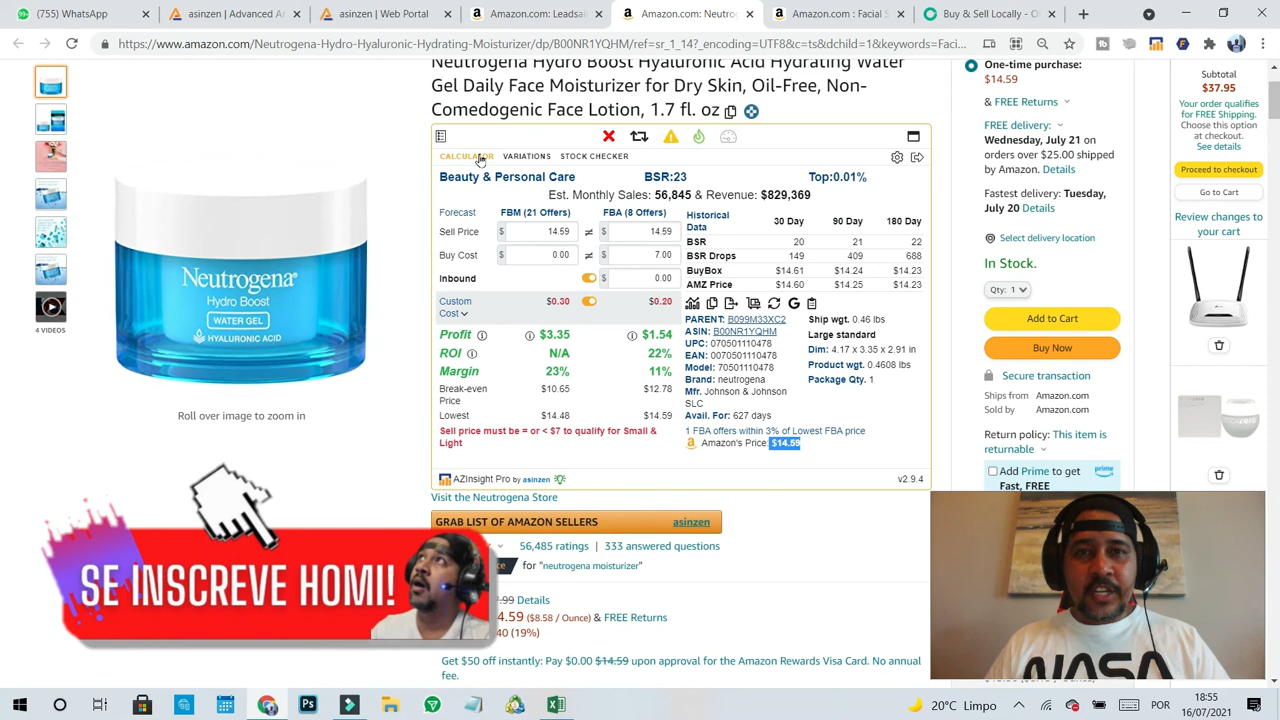 (755) WhatsApp
asinzen | Advanced Ar
asinzen | Web Portal
Amazon.com: Leadsai
Amazon.com: Neutrog
Amazon.com : Facial S
Buy & Sell Locally - O
https://www.amazon.com/Neutrogena-Hydro-Hyaluronic-Hydrating-Moisturizer/dp/B00NR1YQHM/ref=sr_1_14?_encoding=UTF8&c=ts&dchild=1&keywords=Faci...
Neutrogena Hydro Boost Hyaluronic Acid Hydrating Water
Gel Daily Face Moisturizer for Dry Skin, Oil-Free, Non-
Comedogenic Face Lotion, 1.7 fl. oz
CALCULATOR VARIATIONS STOCK CHECKER
Beauty & Personal Care BSR:23 Top:0.01%
Est. Monthly Sales: 56,845 & Revenue: $829,369
Forecast FBM (21 Offers) FBA (8 Offers)
Sell Price $ 14.59 ≠ $ 14.59
Buy Cost $ 0.00 ≠ $ 7.00
Inbound $ 0.00
Custom Cost $0.30 $0.20
Profit $3.35 $1.54
ROI N/A 22%
Margin 23% 11%
Break-even Price $10.65 $12.78
Lowest $14.48 $14.59
Sell price must be = or < $7 to qualify for Small &
Light
Historical Data 30 Day 90 Day 180 Day
BSR 20 21 22
BSR Drops 149 409 688
BuyBox $14.61 $14.24 $14.23
AMZ Price $14.60 $14.25 $14.23
PARENT: B099M33XC2
ASIN: B00NR1YQHM
UPC: 070501110478
EAN: 0070501110478
Model: 70501110478
Brand: neutrogena
Mfr. Johnson & Johnson
SLC
Avail. For: 627 days
Ship wgt. 0.46 lbs
Large standard
Dim: 4.17 x 3.35 x 2.91 in
Product wgt. 0.4608 lbs
Package Qty. 1
1 FBA offers within 3% of Lowest FBA price
Amazon's Price: $14.59
AZInsight Pro by asinzen v2.9.4
Visit the Neutrogena Store
GRAB LIST OF AMAZON SELLERS asinzen
56,485 ratings | 333 answered questions
for "neutrogena moisturizer"
.99 Details
4.59 ($8.58 / Ounce) & FREE Returns
40 (19%)
Get $50 off instantly: Pay $0.00 $14.59 upon approval for the Amazon Rewards Visa Card. No annual
fee.
4 VIDEOS
Neutrogena®
Hydro Boost
WATER GEL
HYALURONIC ACID
Roll over image to zoom in
SE INSCREVE HOMI!
One-time purchase:
$14.59
& FREE Returns
FREE delivery:
Wednesday, July 21 on
orders over $25.00 shipped
by Amazon. Details
Fastest delivery: Tuesday,
July 20 Details
Select delivery location
In Stock.
Qty: 1
Add to Cart
Buy Now
Secure transaction
Ships from Amazon.com
Sold by Amazon.com
Return policy: This item is
returnable
Add Prime to get
Fast, FREE
prime
Subtotal
$37.95
Your order qualifies
for FREE Shipping.
Choose this option
at checkout.
See details
Proceed to checkout
Go to Cart
Review changes to
your cart
NASA
20°C Limpo
POR
18:55
16/07/2021